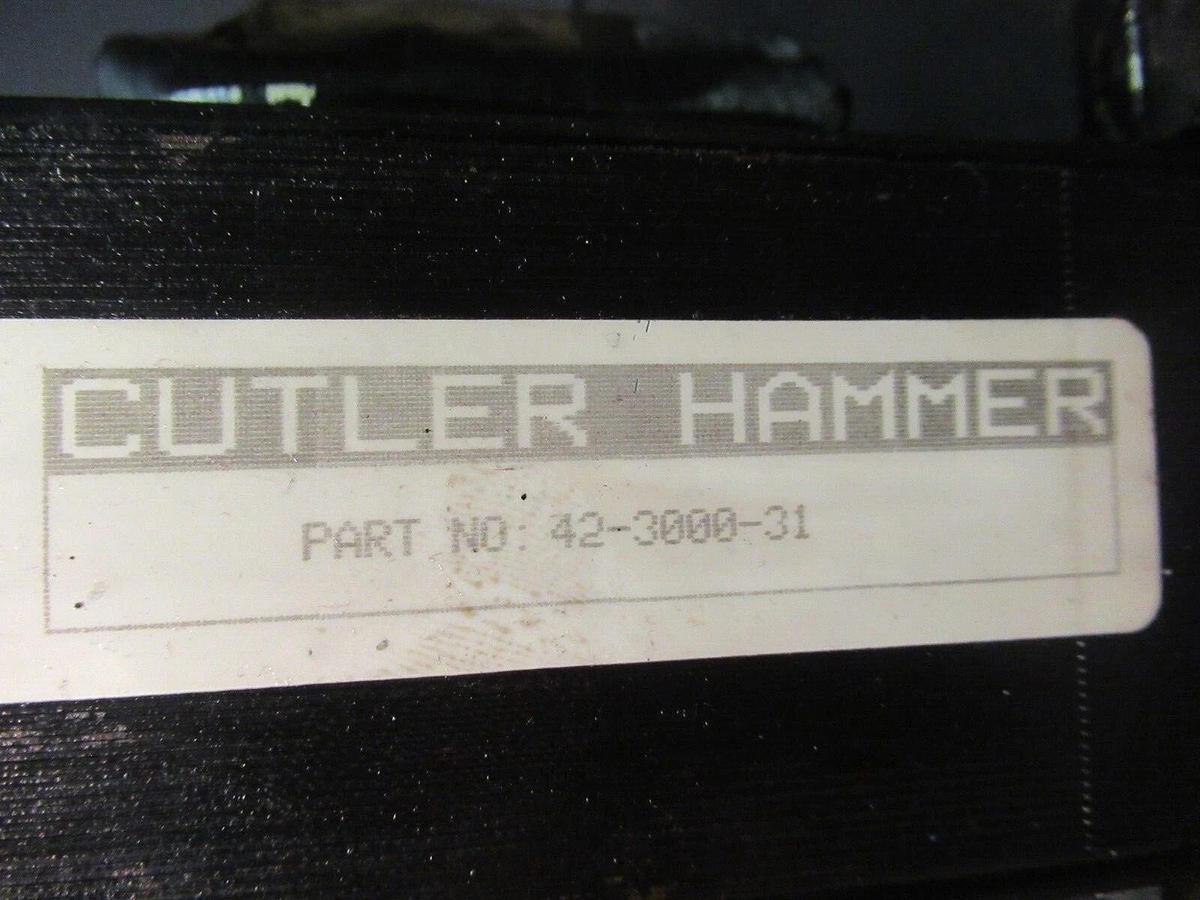 CUTLER HAMMER
PART NO: 42-3000-31